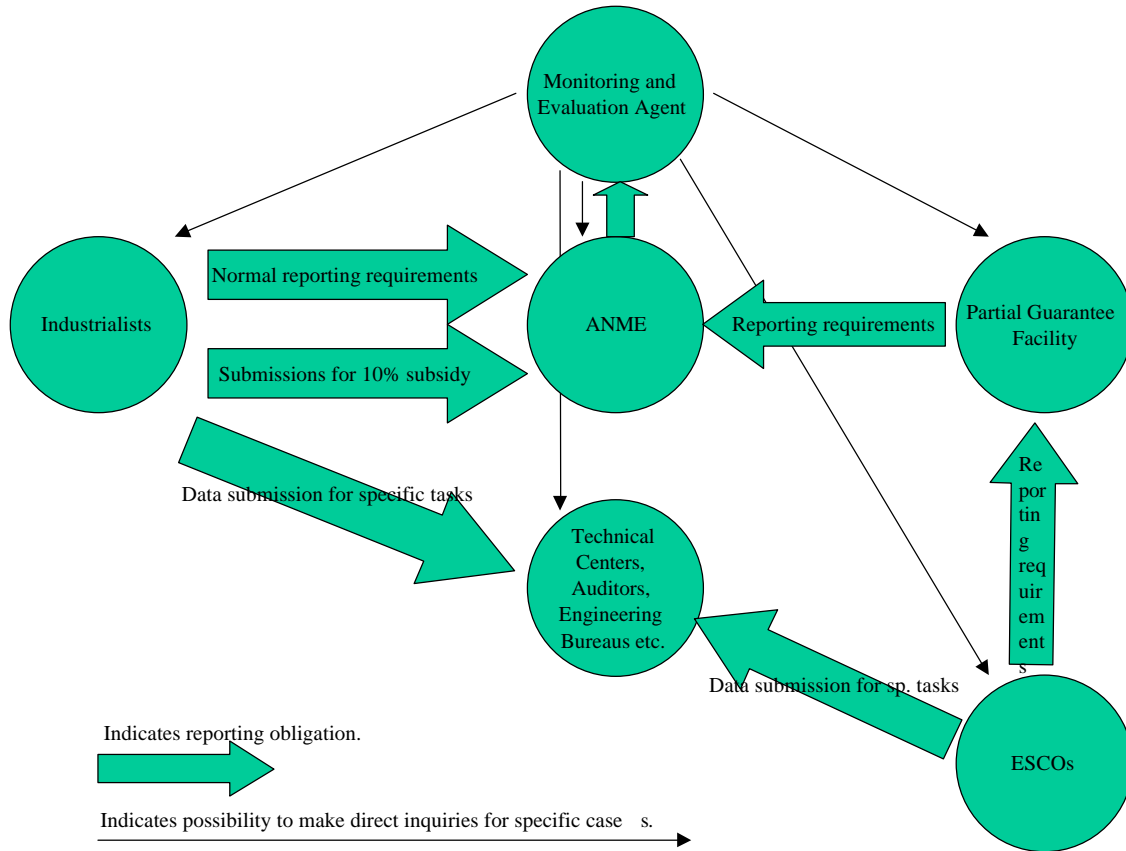 Monitoring and
Evaluation Agent
Normal reporting requirements
Industrialists
ANME
Reporting requirements
Partial Guarantee
Facility
Submissions for 10% subsidy
Data submission for specific tasks
Re
por
tin
g
requ
uir
em
ent
s
Technical
Centers,
Auditors,
Engineering
Bureaus etc.
Data submission for sp. tasks
Indicates reporting obligation.
ESCOs
Indicates possibility to make direct inquiries for specific case s.